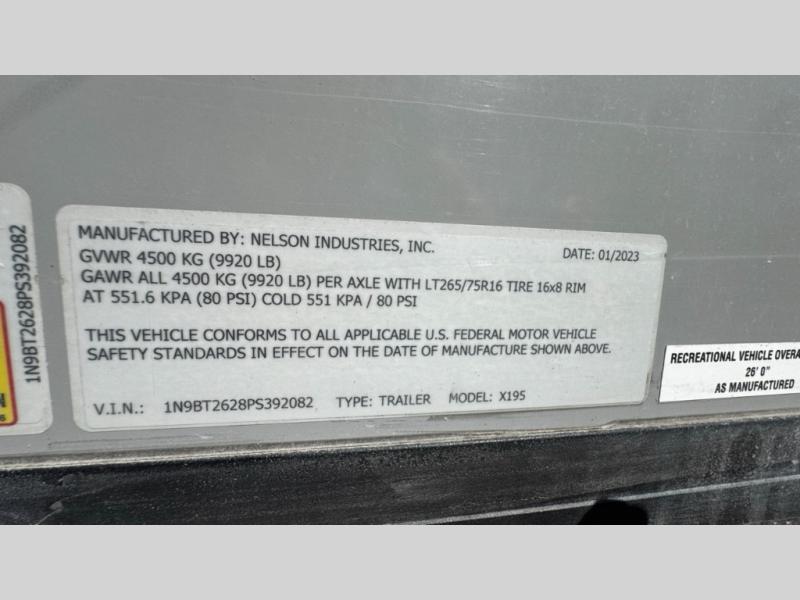 1N9BT2628PS392082
MANUFACTURED BY: NELSON INDUSTRIES, INC.
DATE: 01/2023
GVWR 4500 KG (9920 LB)
GAWR ALL 4500 KG (9920 LB) PER AXLE WITH LT265/75R16 TIRE 16x8 RIM
AT 551.6 KPA (80 PSI) COLD 551 KPA / 80 PSI
THIS VEHICLE CONFORMS TO ALL APPLICABLE U.S. FEDERAL MOTOR VEHICLE
SAFETY STANDARDS IN EFFECT ON THE DATE OF MANUFACTURE SHOWN ABOVE.
V.I.N.: 1N9BT2628PS392082 TYPE: TRAILER MODEL: X195
RECREATIONAL VEHICLE OVERA
26' 0"
AS MANUFACTURED